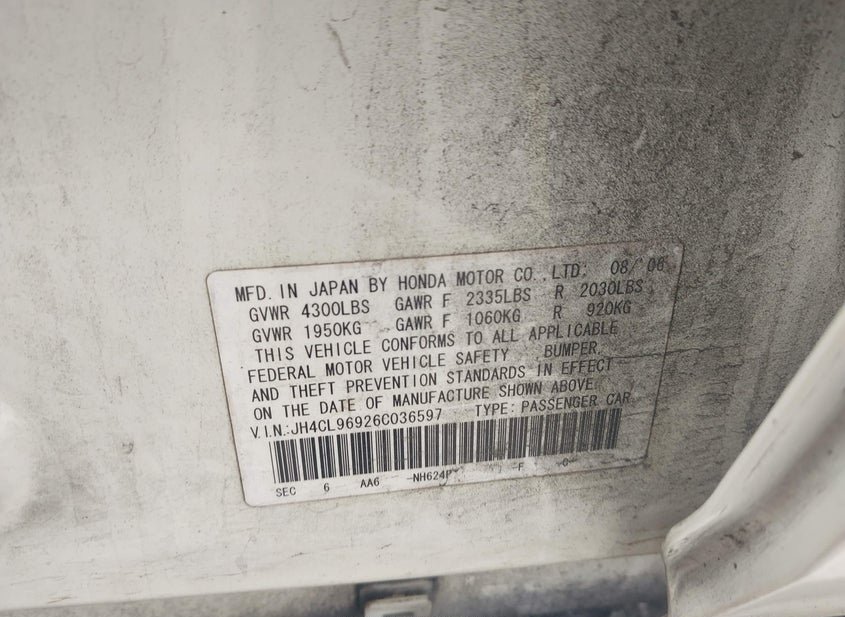 MFD. IN JAPAN BY HONDA MOTOR CO., LTD. 08/'06
GVWR 4300LBS GAWR F 2335LBS R 2030LBS
GVWR 1950KG GAWR F 1060KG R 920KG
THIS VEHICLE CONFORMS TO ALL APPLICABLE
FEDERAL MOTOR VEHICLE SAFETY BUMPER,
AND THEFT PREVENTION STANDARDS IN EFFECT
ON THE DATE OF MANUFACTURE SHOWN ABOVE
V.I.N.:JH4CL96926C036597 TYPE: PASSENGER CAR
SEC 6 AA6 -NH624P -F -G